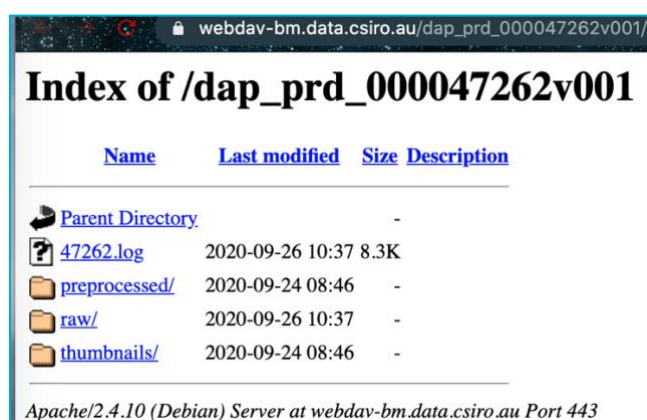 webdav-bm.data.csiro.au/dap_prd_000047262v001/
Index of /dap_prd_000047262v001
Name Last modified Size Description
Parent Directory -
47262.log 2020-09-26 10:37 8.3K
preprocessed/ 2020-09-24 08:46 -
raw/ 2020-09-26 10:37 -
thumbnails/ 2020-09-24 08:46 -
Apache/2.4.10 (Debian) Server at webdav-bm.data.csiro.au Port 443